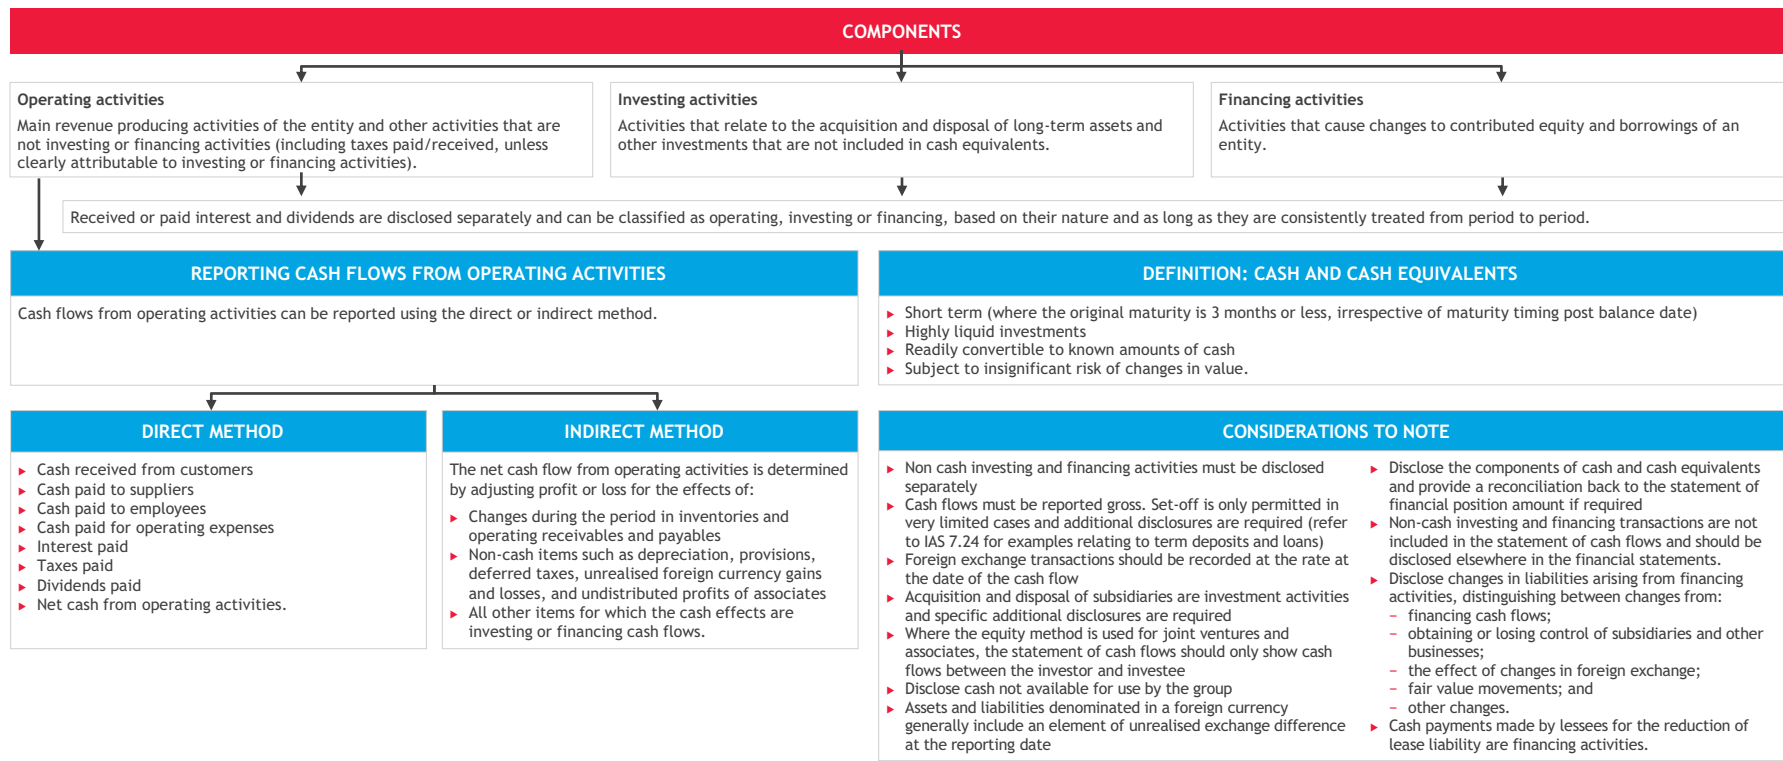 COMPONENTS
Operating activities
Main revenue producing activities of the entity and other activities that are
not investing or financing activities (including taxes paid/received, unless
clearly attributable to investing or financing activities).
Investing activities
Activities that relate to the acquisition and disposal of long-term assets and
other investments that are not included in cash equivalents.
Financing activities
Activities that cause changes to contributed equity and borrowings of an
entity.
Received or paid interest and dividends are disclosed separately and can be classified as operating, investing or financing, based on their nature and as long as they are consistently treated from period to period.
REPORTING CASH FLOWS FROM OPERATING ACTIVITIES
Cash flows from operating activities can be reported using the direct or indirect method.
DEFINITION: CASH AND CASH EQUIVALENTS
► Short term (where the original maturity is 3 months or less, irrespective of maturity timing post balance date)
► Highly liquid investments
► Readily convertible to known amounts of cash
► Subject to insignificant risk of changes in value.
DIRECT METHOD
► Cash received from customers
► Cash paid to suppliers
► Cash paid to employees
► Cash paid for operating expenses
► Interest paid
► Taxes paid
► Dividends paid
► Net cash from operating activities.
INDIRECT METHOD
The net cash flow from operating activities is determined
by adjusting profit or loss for the effects of:
► Changes during the period in inventories and
operating receivables and payables
► Non-cash items such as depreciation, provisions,
deferred taxes, unrealised foreign currency gains
and losses, and undistributed profits of associates
► All other items for which the cash effects are
investing or financing cash flows.
CONSIDERATIONS TO NOTE
► Non cash investing and financing activities must be disclosed
separately
► Cash flows must be reported gross. Set-off is only permitted in
very limited cases and additional disclosures are required (refer
to IAS 7.24 for examples relating to term deposits and loans)
► Foreign exchange transactions should be recorded at the rate at
the date of the cash flow
► Acquisition and disposal of subsidiaries are investment activities
and specific additional disclosures are required
► Where the equity method is used for joint ventures and
associates, the statement of cash flows should only show cash
flows between the investor and investee
► Disclose cash not available for use by the group
► Assets and liabilities denominated in a foreign currency
generally include an element of unrealised exchange difference
at the reporting date
► Disclose the components of cash and cash equivalents
and provide a reconciliation back to the statement of
financial position amount if required
► Non-cash investing and financing transactions are not
included in the statement of cash flows and should be
disclosed elsewhere in the financial statements.
► Disclose changes in liabilities arising from financing
activities, distinguishing between changes from:
− financing cash flows;
− obtaining or losing control of subsidiaries and other
businesses;
− the effect of changes in foreign exchange;
− fair value movements; and
− other changes.
► Cash payments made by lessees for the reduction of
lease liability are financing activities.